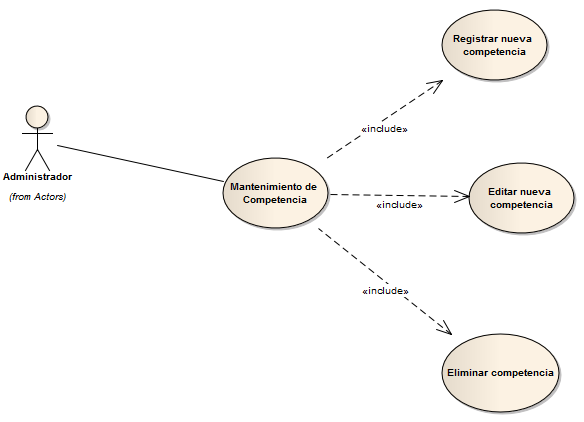 Registrar nueva
competencia
«include»
Administrador
(from Actors)
Mantenimiento de
Competencia
Editar nueva
competencia
«include»
«include»
Eliminar competencia